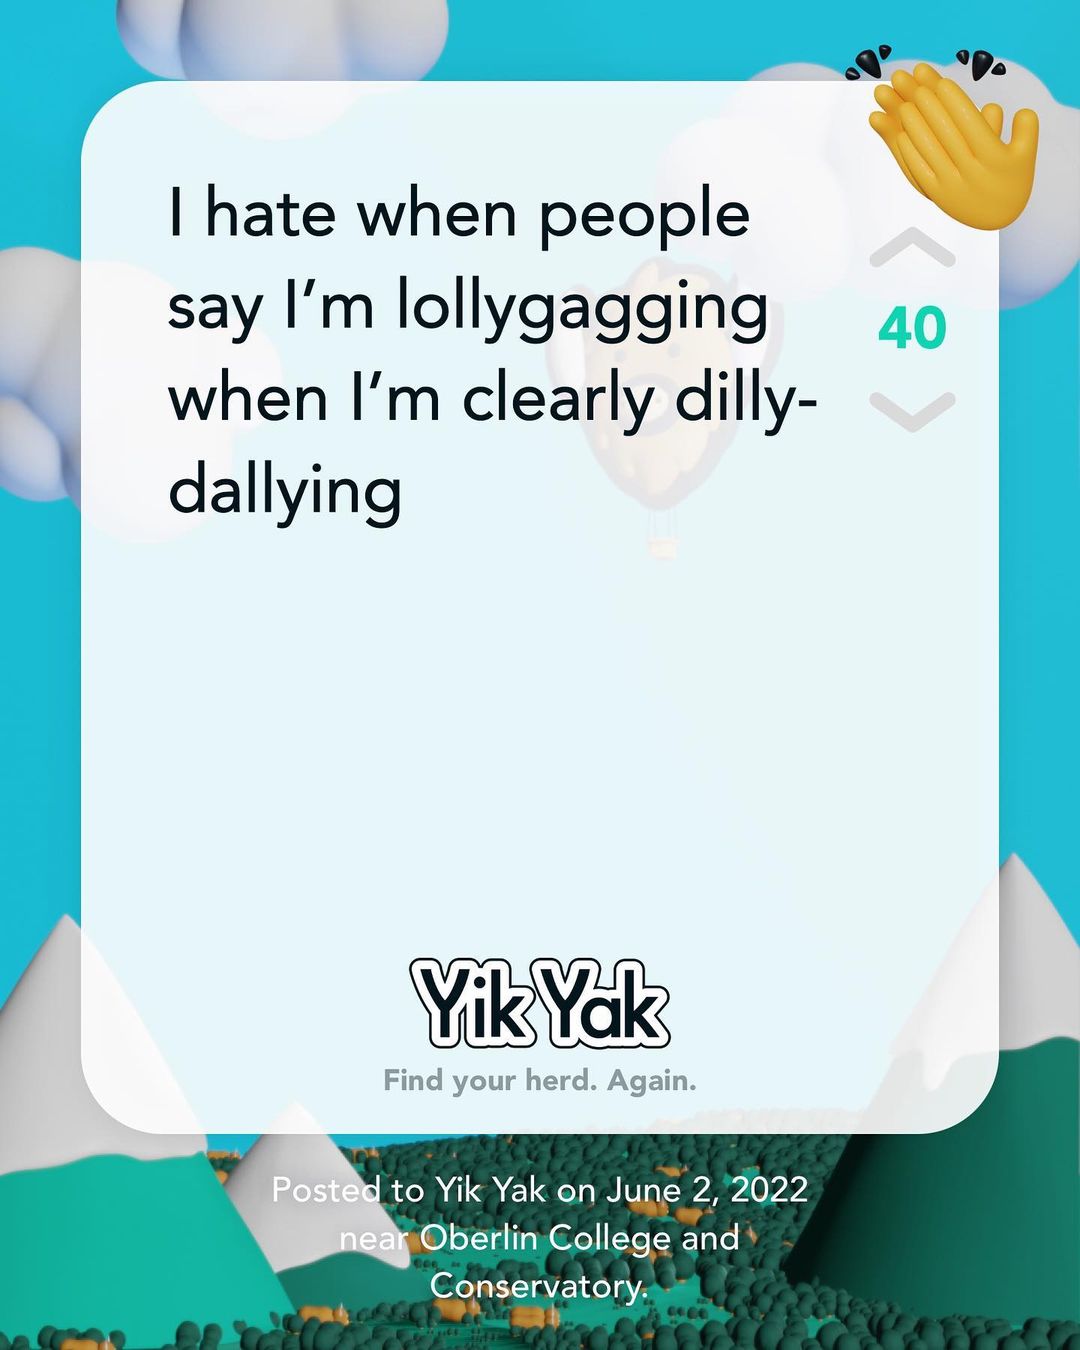 I hate when people
say I’m lollygagging
when I’m clearly dilly-
dallying
40
Yik Yak
Find your herd. Again.
Posted to Yik Yak on June 2, 2022
near Oberlin College and
Conservatory.